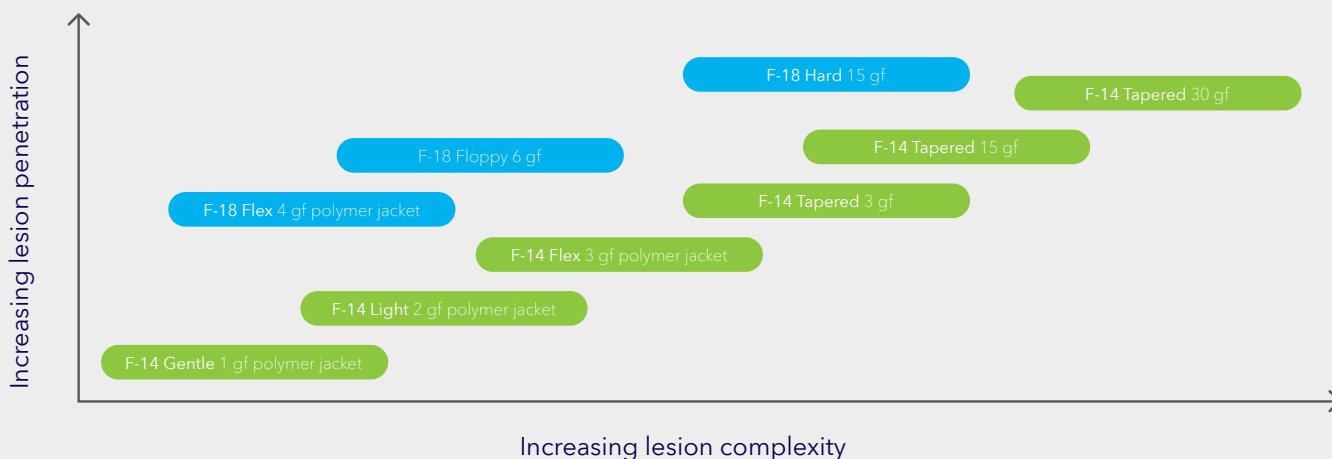 Increasing lesion penetration
F-18 Hard 15 gf
F-14 Tapered 30 gf
F-14 Tapered 15 gf
F-18 Floppy 6 gf
F-14 Tapered 3 gf
F-18 Flex 4 gf polymer jacket
F-14 Flex 3 gf polymer jacket
F-14 Light 2 gf polymer jacket
F-14 Gentle 1 gf polymer jacket
Increasing lesion complexity